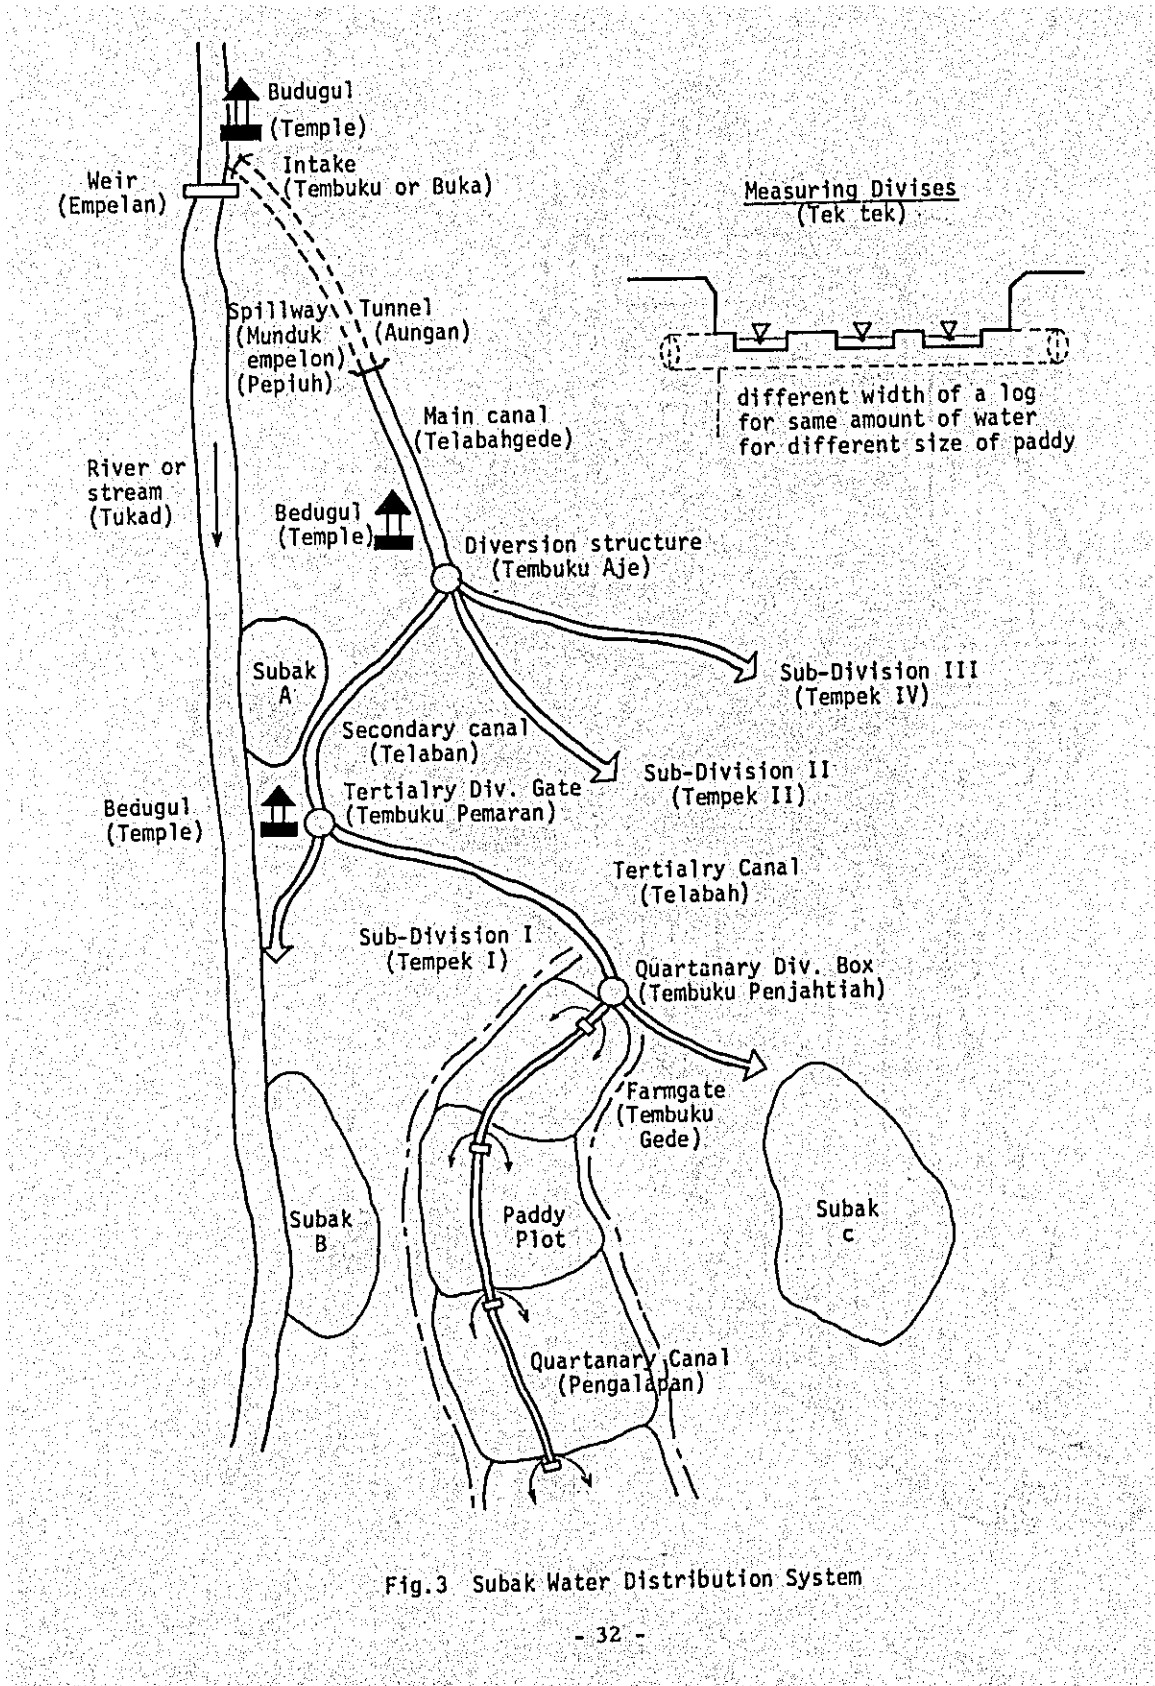 Budugul
(Temple)
Intake
(Tembuku or Buka)
Weir
(Empelan)
Measuring Divises
(Tek tek)
Spillway
(Munduk
empelon)
(Pepiuh)
Tunnel
(Aungan)
different width of a log
for same amount of water
for different size of paddy
Main canal
(Telabahgede)
River or
stream
(Tukad)
Bedugul
(Temple)
Diversion structure
(Tembuku Aje)
Subak
A
Sub-Division III
(Tempek IV)
Secondary canal
(Telaban)
Sub-Division II
(Tempek II)
Tertialry Div. Gate
(Tembuku Pemaran)
Bedugul
(Temple)
Tertialry Canal
(Telabah)
Sub-Division I
(Tempek I)
Quartanary Div. Box
(Tembuku Penjahtiah)
Farmgate
(Tembuku
Gede)
Subak
B
Paddy
Plot
Subak
C
Quartanary Canal
(Pengalapan)
Fig.3 Subak Water Distribution System
- 32 -